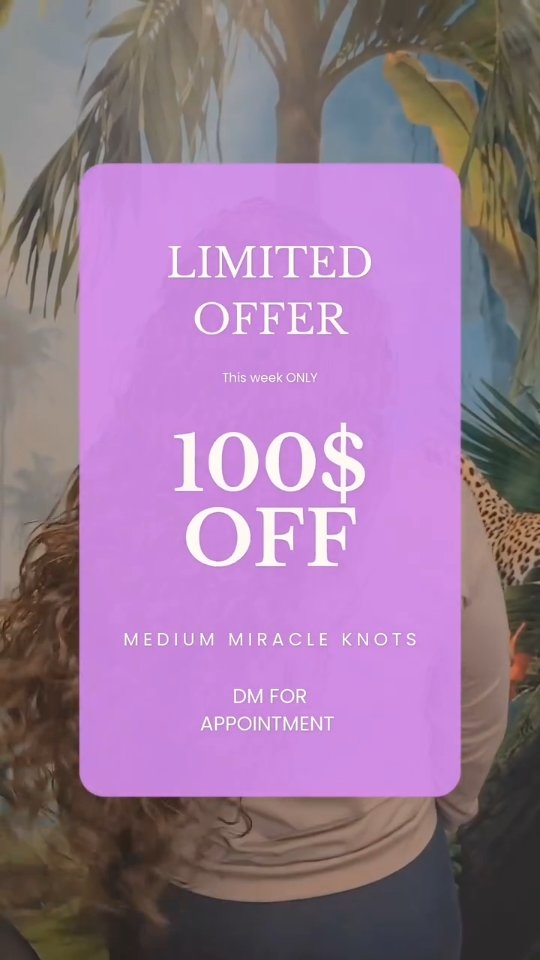 LIMITED
OFFER
This week ONLY
100$
OFF
MEDIUM MIRACLE KNOTS
DM FOR
APPOINTMENT